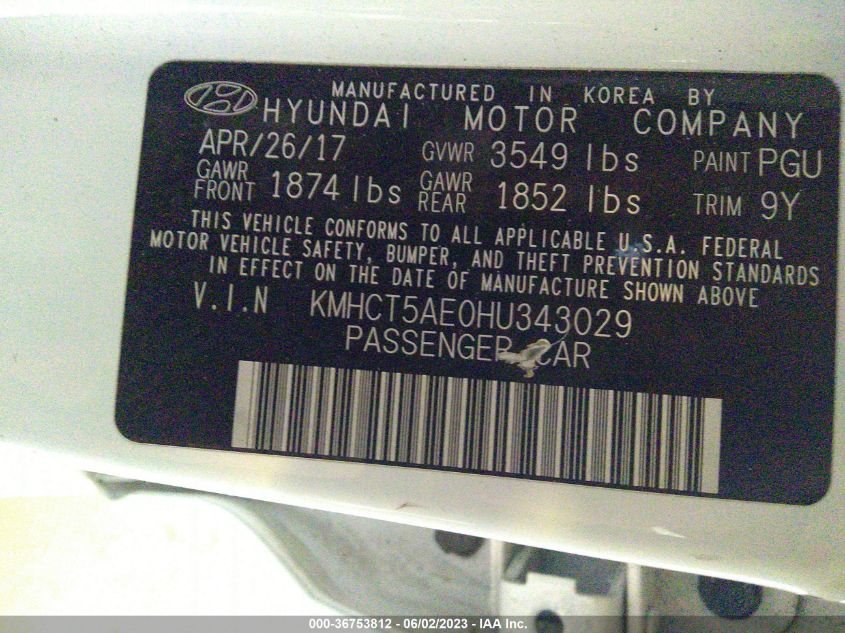 MANUFACTURED IN KOREA BY
HYUNDAI MOTOR COMPANY
APR/26/17 GVWR 3549 lbs PAINT PGU
GAWR FRONT 1874 lbs GAWR REAR 1852 lbs TRIM 9Y
THIS VEHICLE CONFORMS TO ALL APPLICABLE U.S.A. FEDERAL
MOTOR VEHICLE SAFETY, BUMPER, AND THEFT PREVENTION STANDARDS
IN EFFECT ON THE DATE OF MANUFACTURE SHOWN ABOVE
V.I.N KMHCT5AE0HU343029
PASSENGER CAR
000-36753812 - 06/02/2023 - IAA Inc.